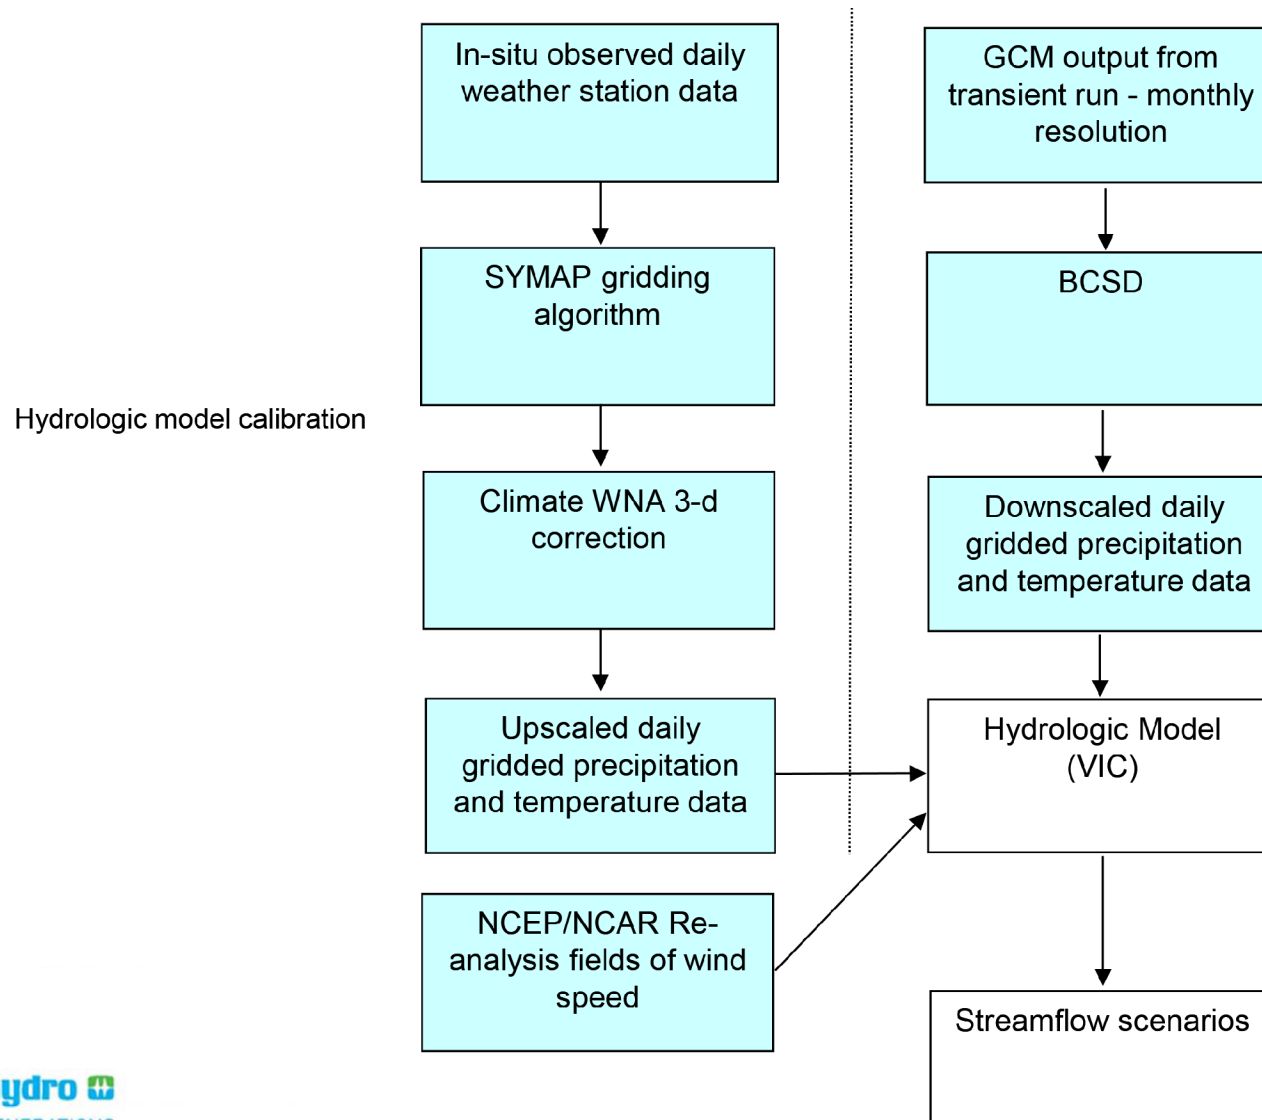 In-situ observed daily
weather station data
GCM output from
transient run - monthly
resolution
SYMAP gridding
algorithm
BCSD
Hydrologic model calibration
Climate WNA 3-d
correction
Downscaled daily
gridded precipitation
and temperature data
Upscaled daily
gridded precipitation
and temperature data
Hydrologic Model
(VIC)
NCEP/NCAR Re-
analysis fields of wind
speed
Streamflow scenarios
ydro